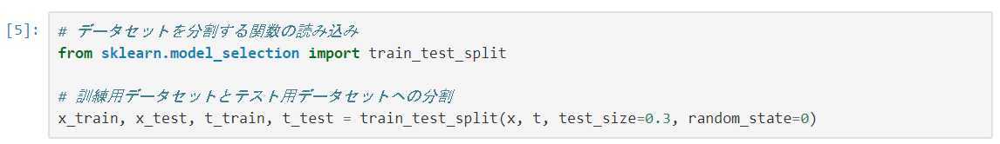 [5]:
# データセットを分割する関数の読み込み
from sklearn.model_selection import train_test_split
# 訓練用データセットとテスト用データセットへの分割
x_train, x_test, t_train, t_test = train_test_split(x, t, test_size=0.3, random_state=0)